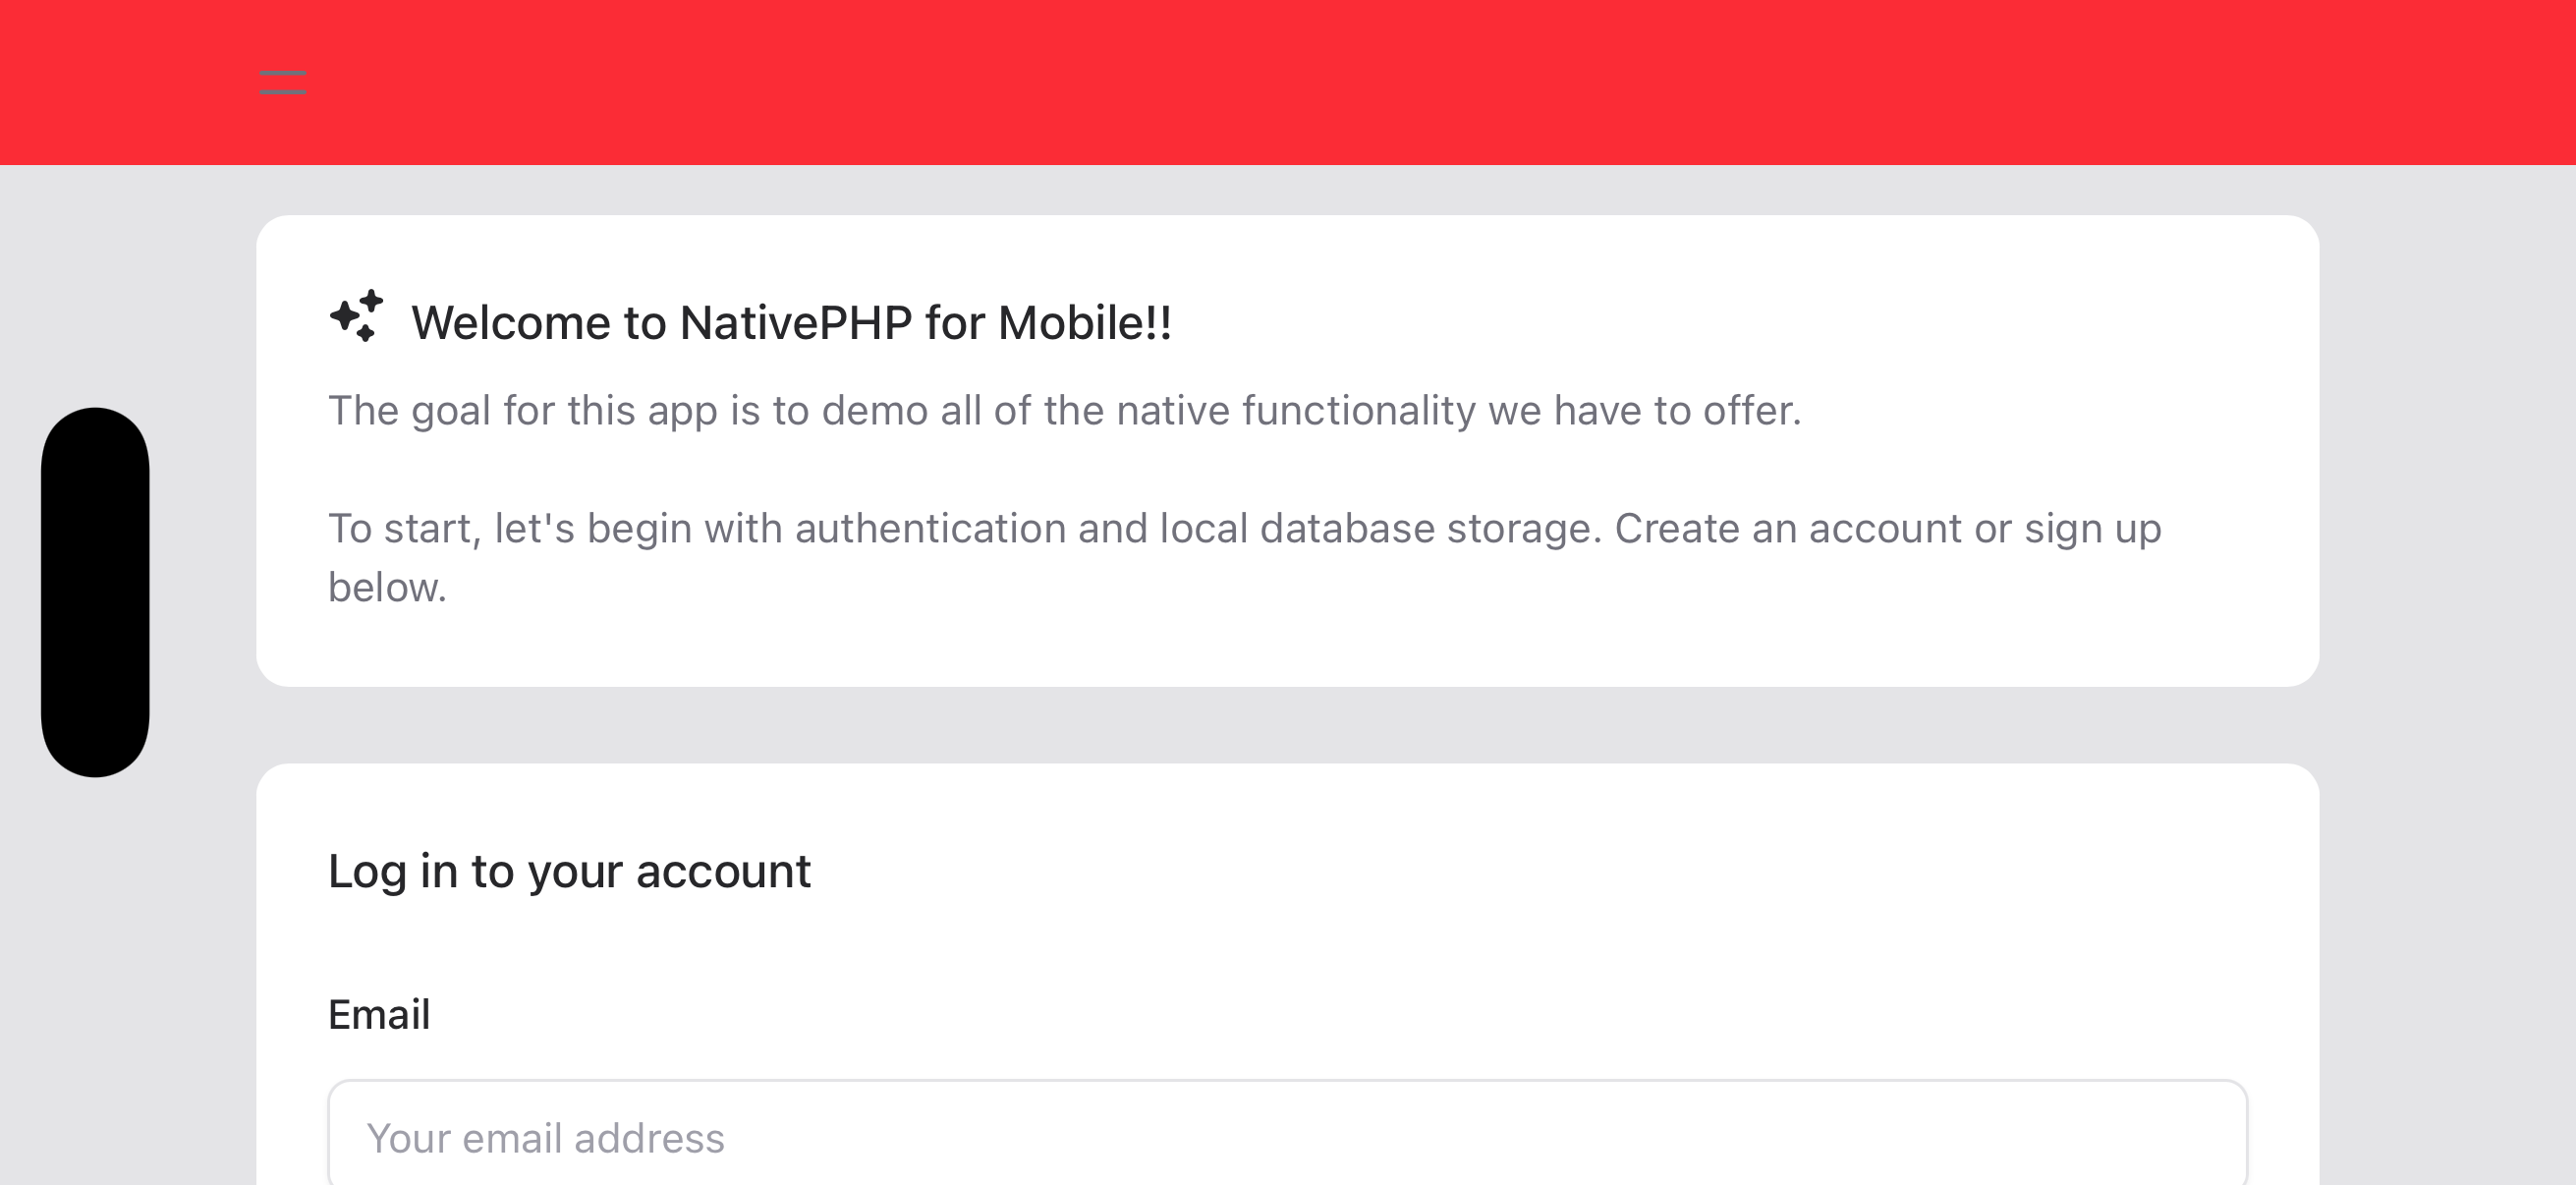 Welcome to NativePHP for Mobile!!
The goal for this app is to demo all of the native functionality we have to offer.
To start, let's begin with authentication and local database storage. Create an account or sign up
below.
Log in to your account
Email
Your email address